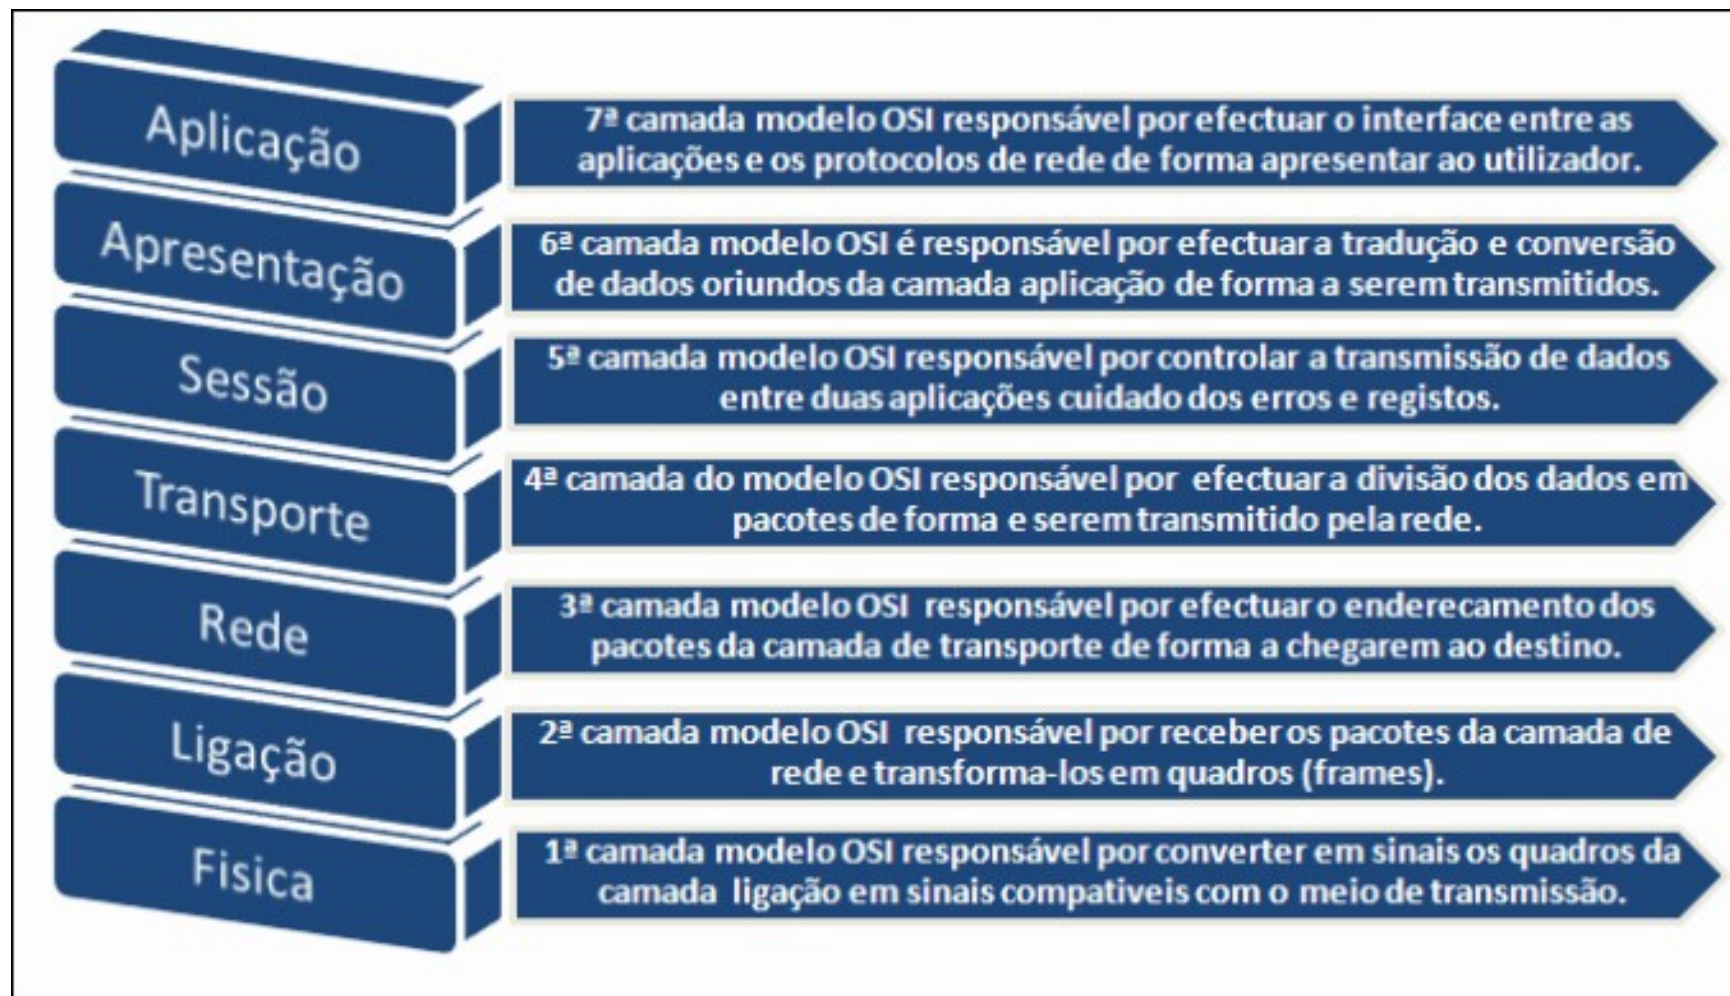 Aplicação
7ª camada modelo OSI responsável por efectuar o interface entre as
aplicações e os protocolos de rede de forma apresentar ao utilizador.
Apresentação
6ª camada modelo OSI é responsável por efectuar a tradução e conversão
de dados oriundos da camada aplicação de forma a serem transmitidos.
Sessão
5ª camada modelo OSI responsável por controlar a transmissão de dados
entre duas aplicações cuidado dos erros e registos.
Transporte
4ª camada do modelo OSI responsável por efectuar a divisão dos dados em
pacotes de forma e serem transmitido pela rede.
Rede
3ª camada modelo OSI responsável por efectuar o enderecamento dos
pacotes da camada de transporte de forma a chegarem ao destino.
Ligação
2ª camada modelo OSI responsável por receber os pacotes da camada de
rede e transforma-los em quadros (frames).
Fisica
1ª camada modelo OSI responsável por converter em sinais os quadros da
camada ligação em sinais compativeis com o meio de transmissão.